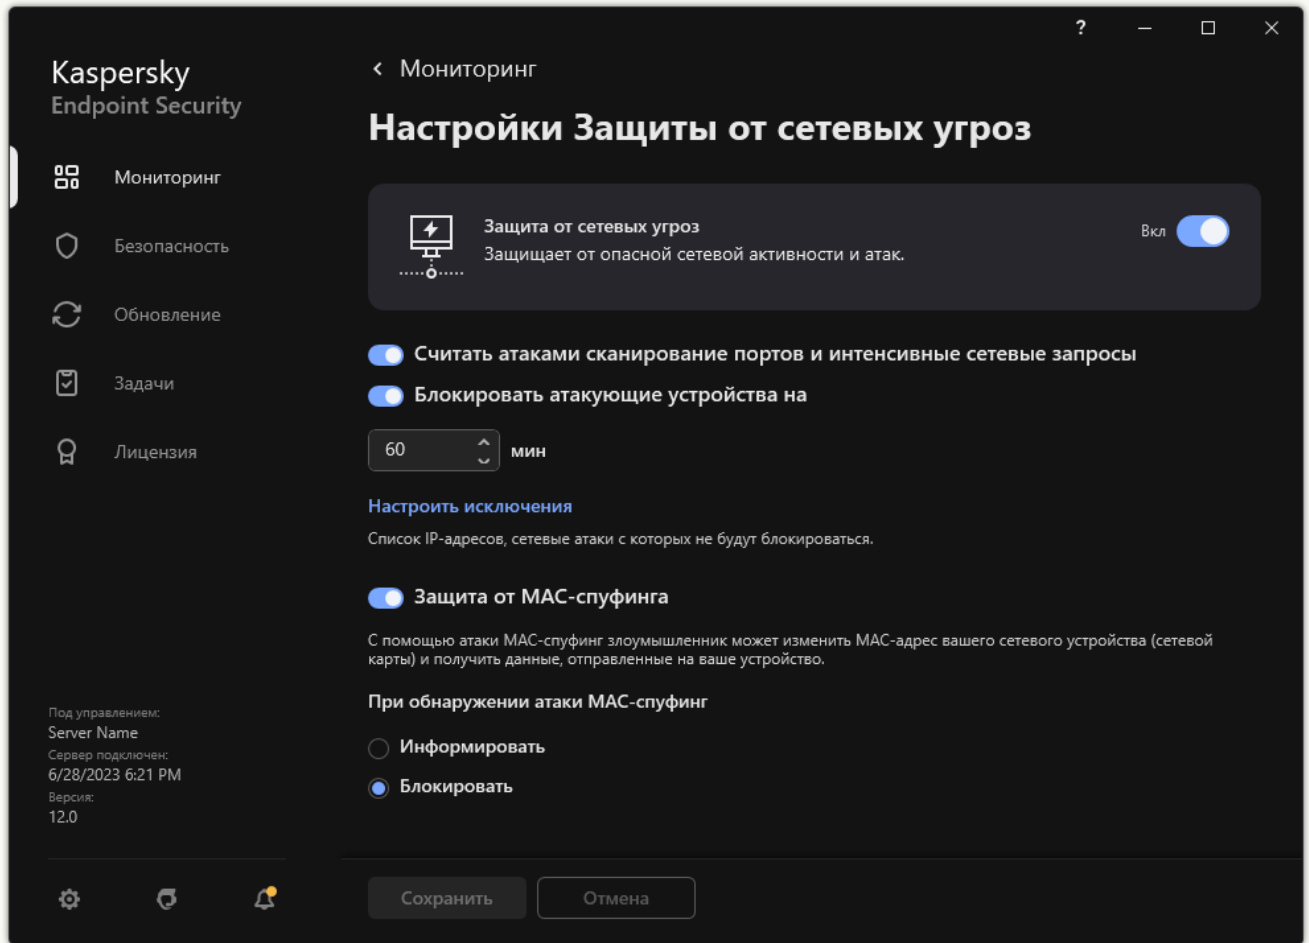 ?
Kaspersky
Endpoint Security
Мониторинг
Безопасность
Обновление
Задачи
Лицензия
Под управлением:
Server Name
Сервер подключен:
6/28/2023 6:21 PM
Версия:
12.0
Мониторинг
Настройки Защиты от сетевых угроз
Защита от сетевых угроз
Защищает от опасной сетевой активности и атак.
Вкл
Считать атаками сканирование портов и интенсивные сетевые запросы
Блокировать атакующие устройства на
60 мин
Настроить исключения
Список IP-адресов, сетевые атаки с которых не будут блокироваться.
Защита от MAC-спуфинга
С помощью атаки MAC-спуфинг злоумышленник может изменить MAC-адрес вашего сетевого устройства (сетевой
карты) и получить данные, отправленные на ваше устройство.
При обнаружении атаки MAC-спуфинг
Информировать
Блокировать
Сохранить
Отмена